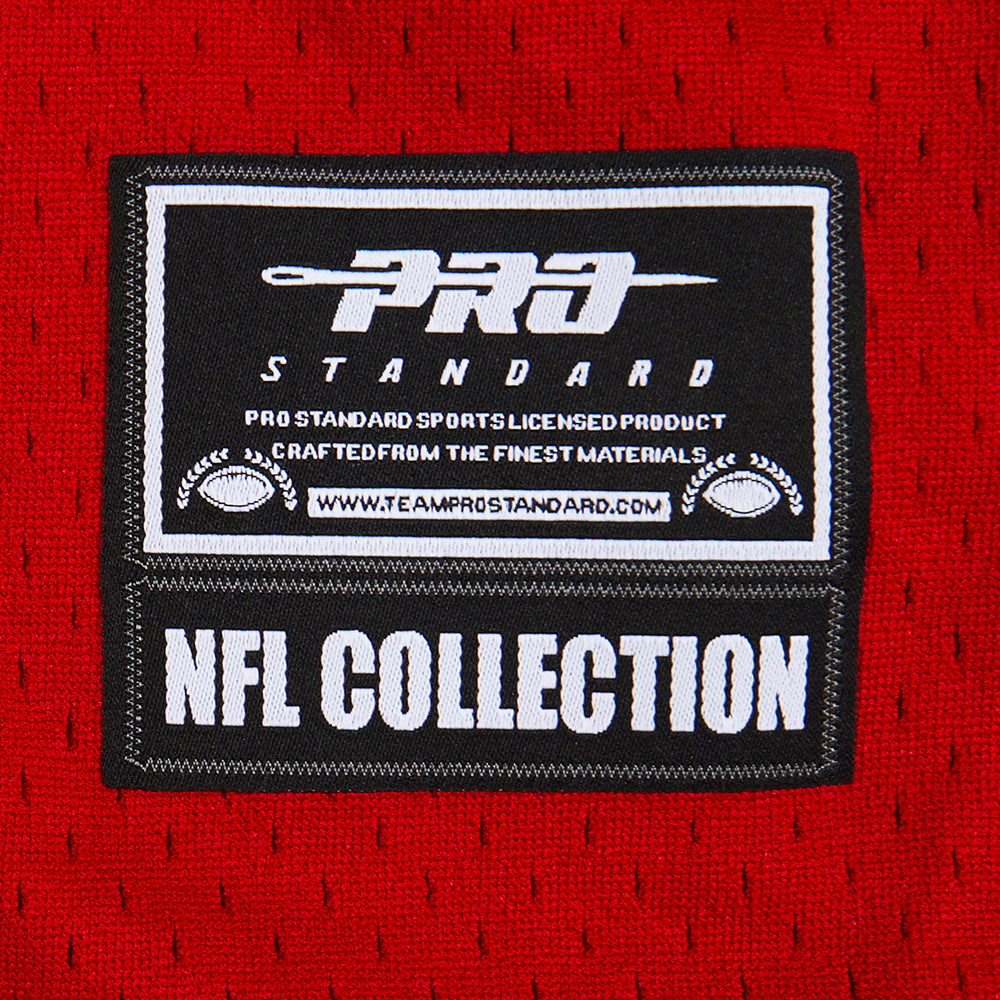 PRO
STANDARD
PRO STANDARD SPORTS LICENSED PRODUCT
CRAFTED FROM THE FINEST MATERIALS
WWW.TEAMPROSTANDARD.COM
NFL COLLECTION